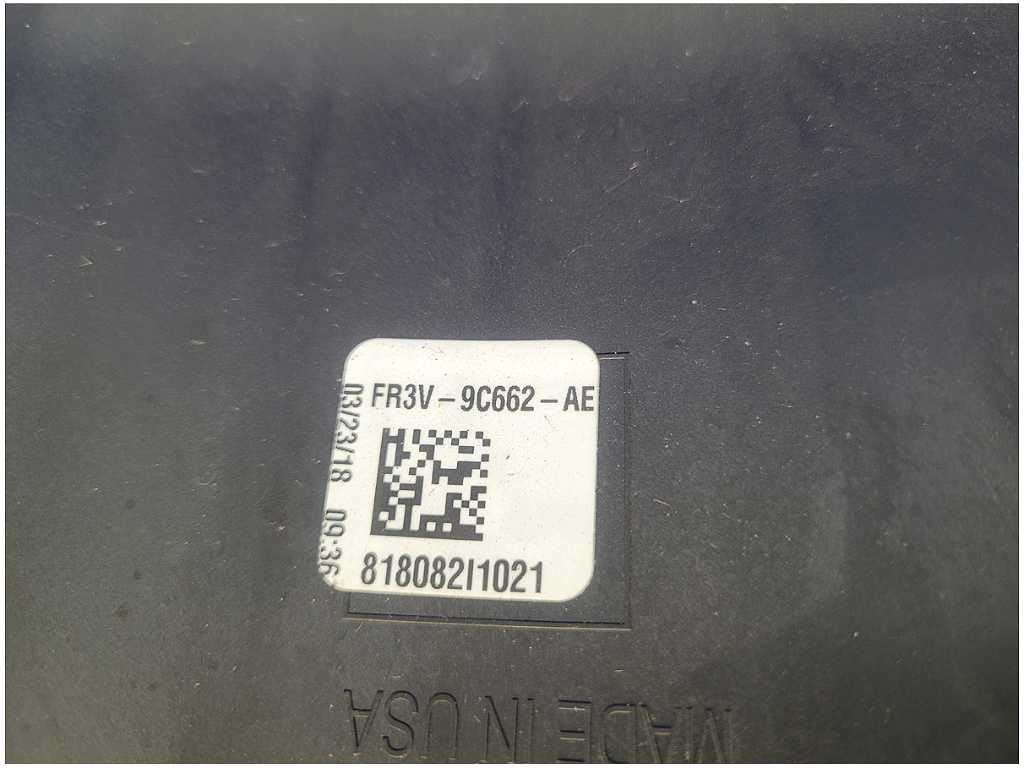 FR3V-9C662-AE
03/23/18 09:36
818082I1021
MADE IN USA